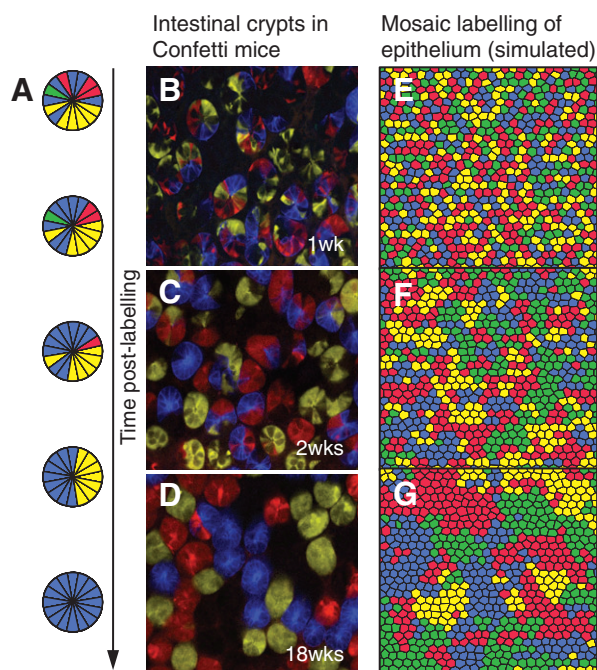 Intestinal crypts in
Confetti mice
Mosaic labelling of
epithelium (simulated)
A
Time post-labelling
B
1wk
C
2wks
D
18wks
E
F
G